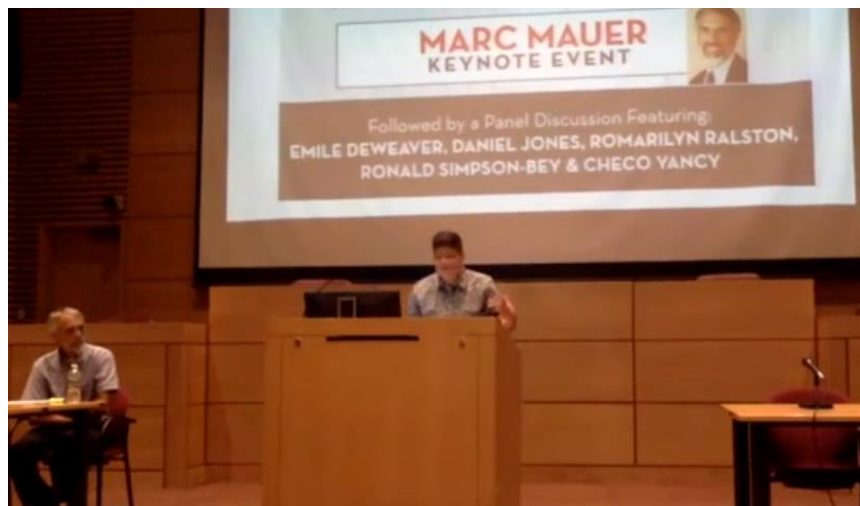 MARC MAUER
KEYNOTE EVENT
Followed by a Panel Discussion Featuring:
EMILE DEWEAVER, DANIEL JONES, ROMARILYN RALSTON,
RONALD SIMPSON-BEY & CHECO YANCY